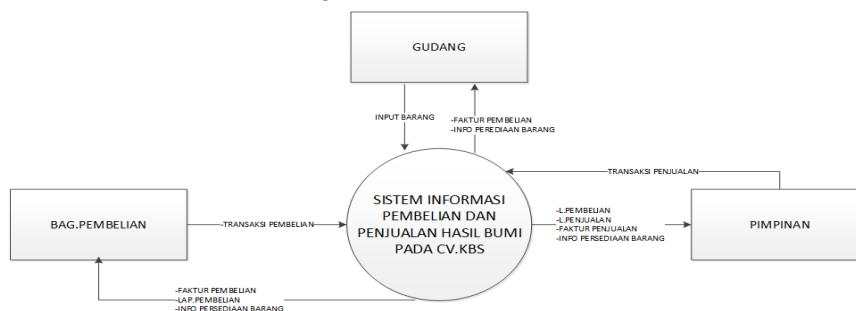 GUDANG
INPUT BARANG
-FAKTUR PEMBELIAN
-INFO PEREDIAAN BARANG
TRANSAKSI PENJUALAN
BAG.PEMBELIAN
-TRANSAKSI PEMBELIAN
SISTEM INFORMASI
PEMBELIAN DAN
PENJUALAN HASIL BUMI
PADA CV.KBS
-L.PEMBELIAN
-L.PENJUALAN
-FAKTUR PENJUALAN
-INFO PERSEDIAAN BARANG
PIMPINAN
-FAKTUR PEMBELIAN
-LAP.PEMBELIAN
-INFO PERSEDIAAN BARANG